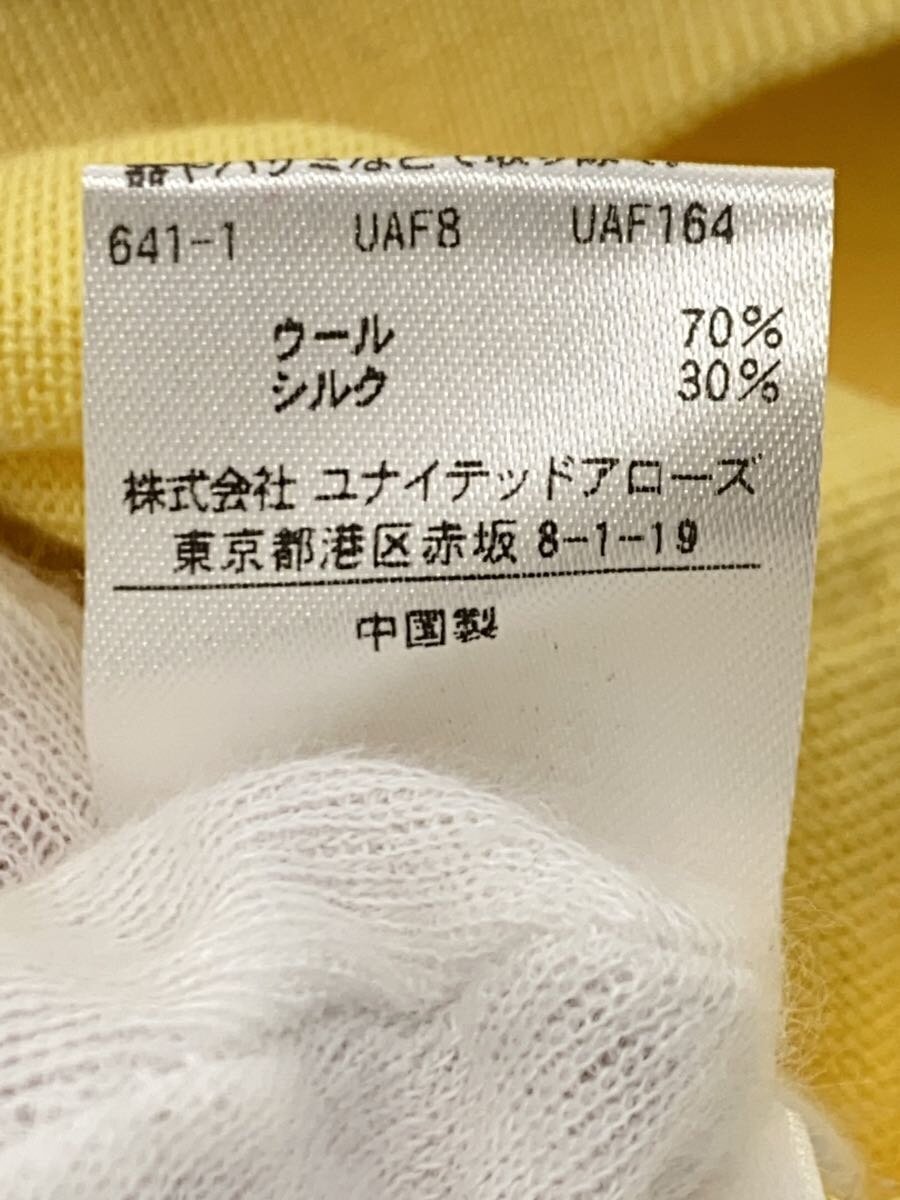 641-1 UAF8 UAF164
ウール 70%
シルク 30%
株式会社 ユナイテッドアローズ
東京都港区赤坂 8-1-19
中国製